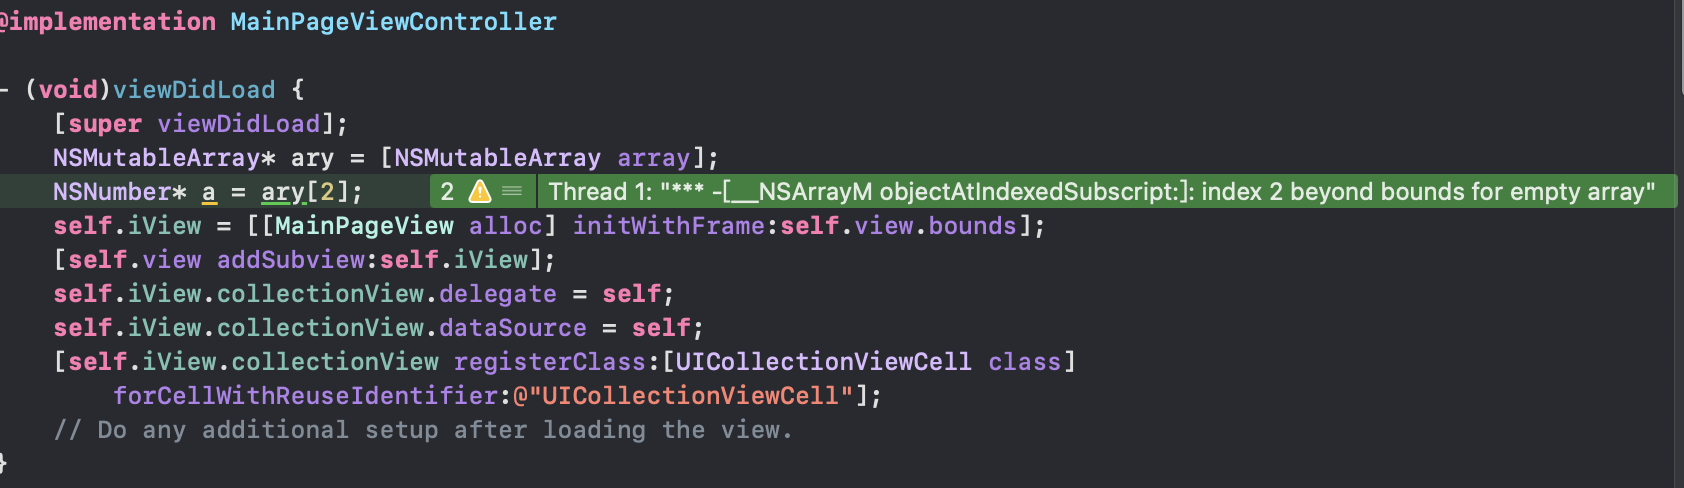 @implementation MainPageViewController
- (void)viewDidLoad {
[super viewDidLoad];
NSMutableArray* ary = [NSMutableArray array];
NSNumber* a = ary[2]; 2 Thread 1: "*** -[__NSArrayM objectAtIndexedSubscript:]: index 2 beyond bounds for empty array"
self.iView = [[MainPageView alloc] initWithFrame:self.view.bounds];
[self.view addSubview:self.iView];
self.iView.collectionView.delegate = self;
self.iView.collectionView.dataSource = self;
[self.iView.collectionView registerClass:[UICollectionViewCell class]
forCellWithReuseIdentifier:@"UICollectionViewCell"];
// Do any additional setup after loading the view.
}